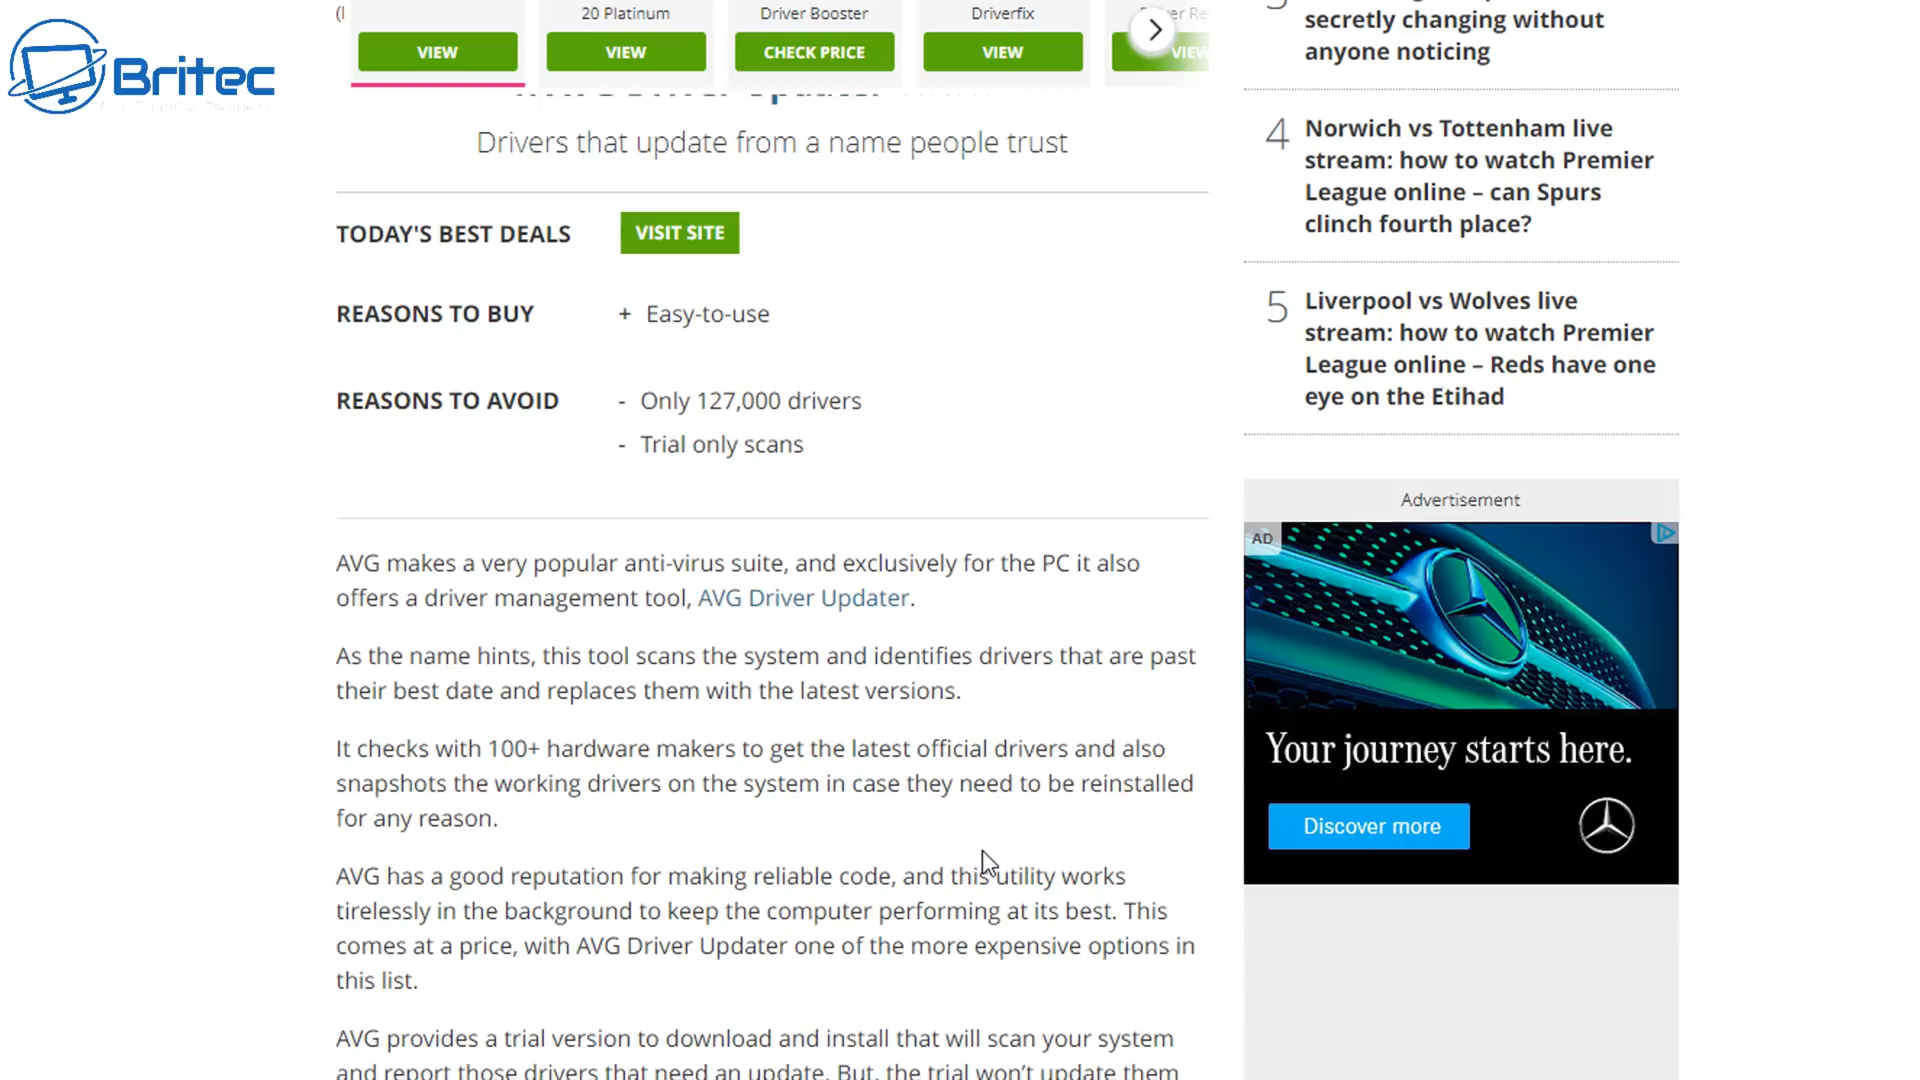 Britec
20 Platinum
Driver Booster
Driverfix
VIEW
VIEW
CHECK PRICE
VIEW
VIEW
Drivers that update from a name people trust
TODAY'S BEST DEALS
VISIT SITE
REASONS TO BUY
+ Easy-to-use
REASONS TO AVOID
- Only 127,000 drivers
- Trial only scans
AVG makes a very popular anti-virus suite, and exclusively for the PC it also
offers a driver management tool, AVG Driver Updater.
As the name hints, this tool scans the system and identifies drivers that are past
their best date and replaces them with the latest versions.
It checks with 100+ hardware makers to get the latest official drivers and also
snapshots the working drivers on the system in case they need to be reinstalled
for any reason.
AVG has a good reputation for making reliable code, and this utility works
tirelessly in the background to keep the computer performing at its best. This
comes at a price, with AVG Driver Updater one of the more expensive options in
this list.
AVG provides a trial version to download and install that will scan your system
and report those drivers that need an update. But, the trial won't update them
secretly changing without
anyone noticing
4
Norwich vs Tottenham live
stream: how to watch Premier
League online – can Spurs
clinch fourth place?
5
Liverpool vs Wolves live
stream: how to watch Premier
League online – Reds have one
eye on the Etihad
Advertisement
AD
Your journey starts here.
Discover more